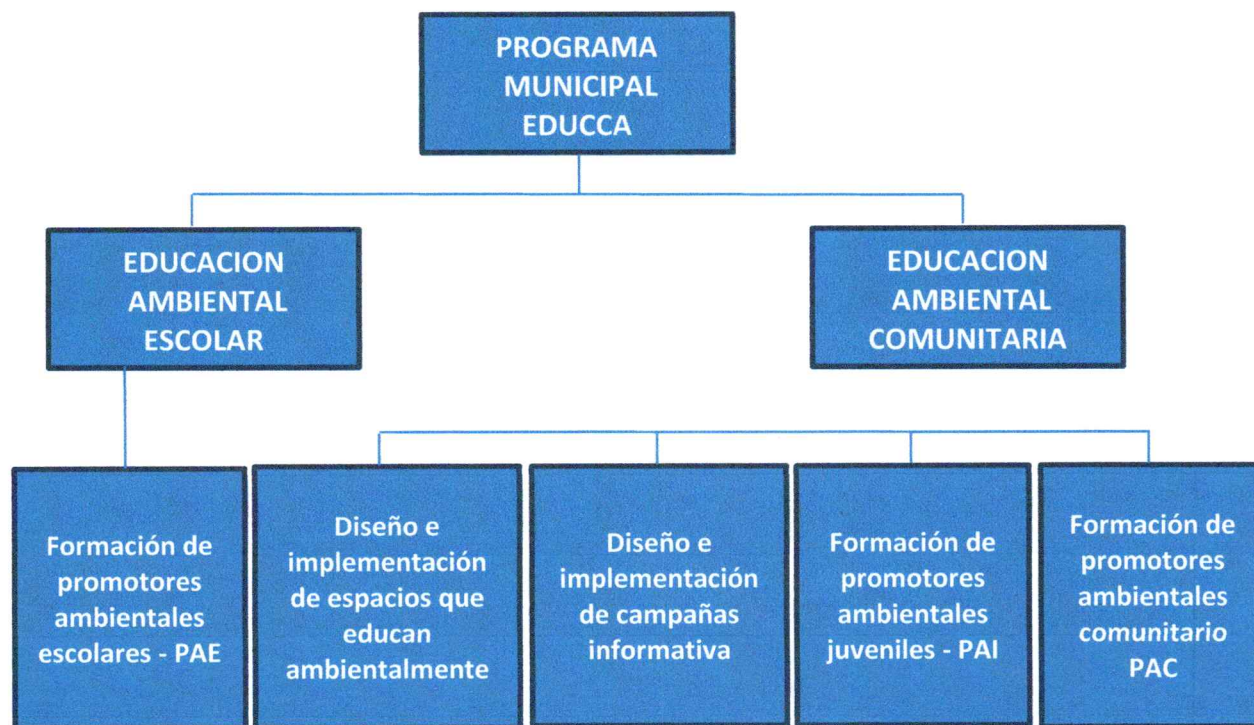 PROGRAMA
MUNICIPAL
EDUCCA
EDUCACION
AMBIENTAL
ESCOLAR
EDUCACION
AMBIENTAL
COMUNITARIA
Formación de
promotores
ambientales
escolares - PAE
Diseño e
implementación
de espacios que
educan
ambientalmente
Diseño e
implementación
de campañas
informativa
Formación de
promotores
ambientales
juveniles - PAI
Formación de
promotores
ambientales
comunitario
PAC